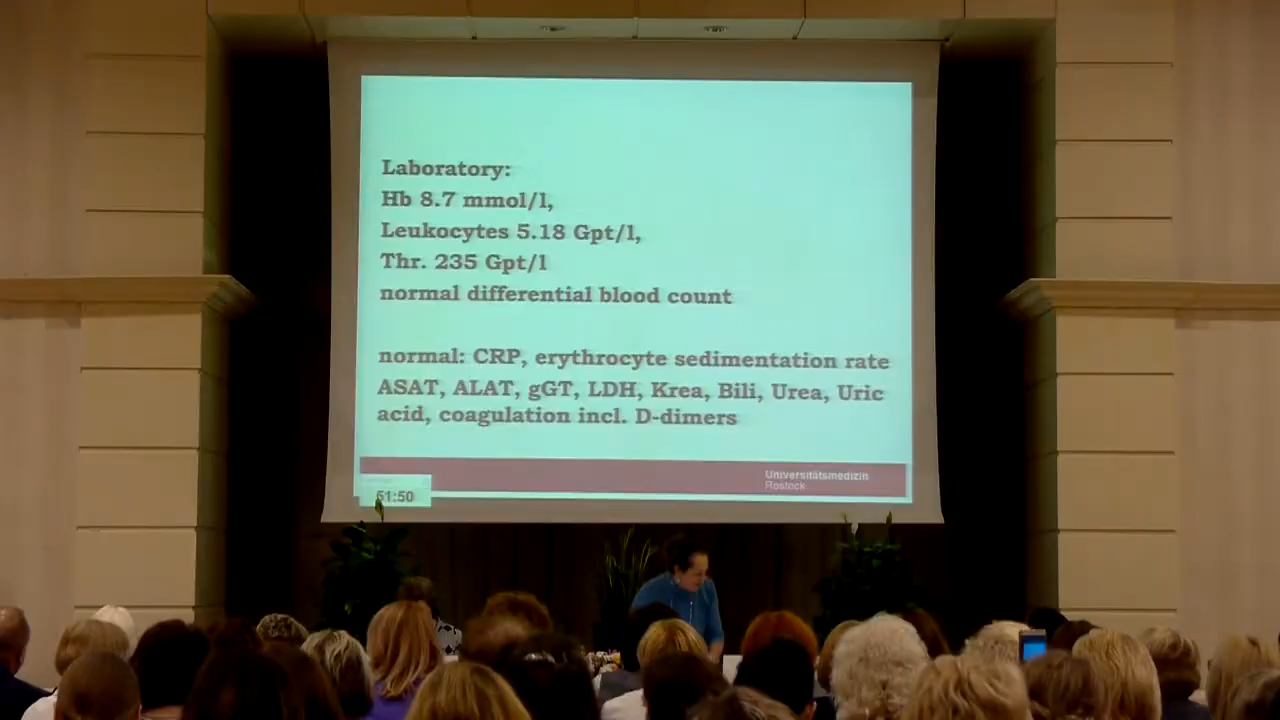 Laboratory:
Hb 8.7 mmol/l,
Leukocytes 5.18 Gpt/l,
Thr. 235 Gpt/l
normal differential blood count
normal: CRP, erythrocyte sedimentation rate
ASAT, ALAT, gGT, LDH, Krea, Bili, Urea, Uric
acid, coagulation incl. D-dimers
Universitätsmedizin
Rostock
51:50